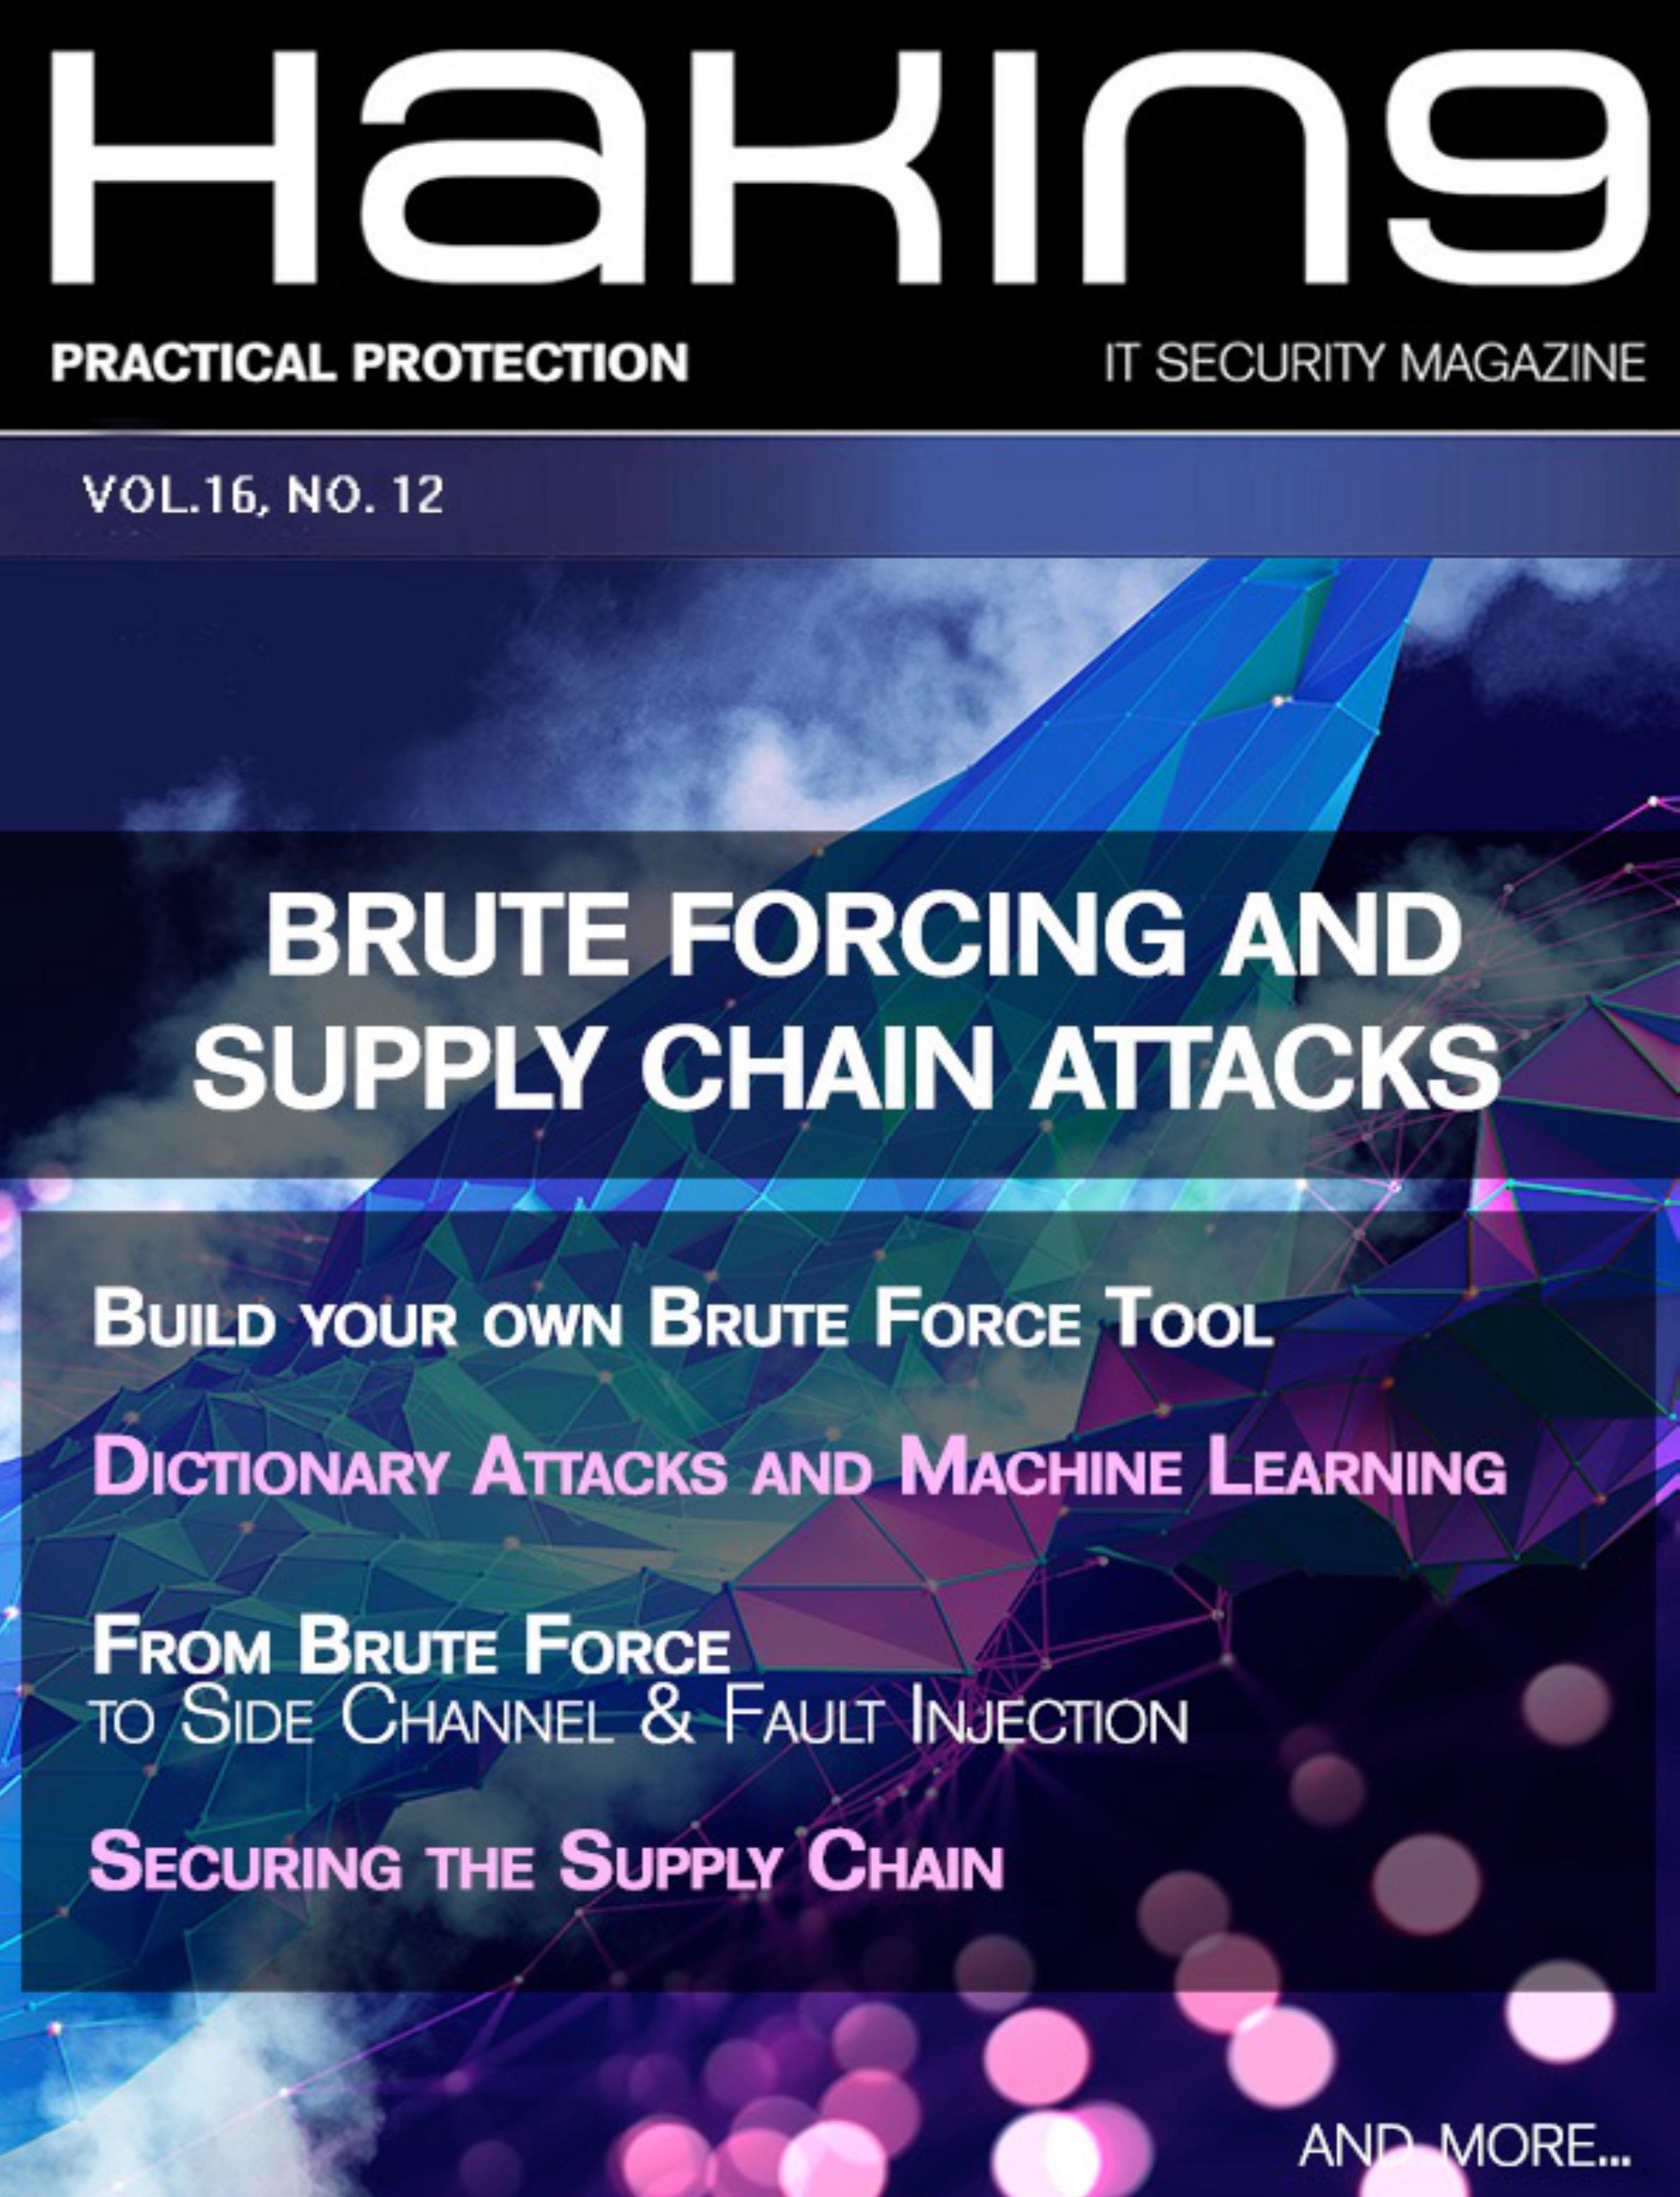 Hakin9
PRACTICAL PROTECTION
IT SECURITY MAGAZINE
VOL.16, NO. 12
BRUTE FORCING AND
SUPPLY CHAIN ATTACKS
BUILD YOUR OWN BRUTE FORCE TOOL
DICTIONARY ATTACKS AND MACHINE LEARNING
FROM BRUTE FORCE
TO SIDE CHANNEL & FAULT INJECTION
SECURING THE SUPPLY CHAIN
AND MORE...